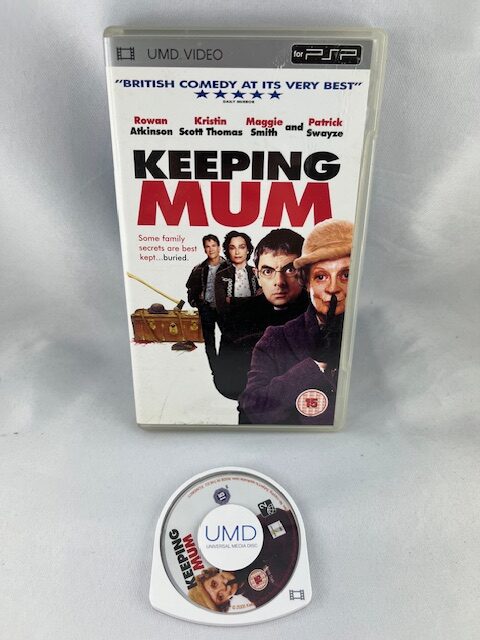 UMD VIDEO
for PSP
"BRITISH COMEDY AT ITS VERY BEST"
DAILY MIRROR
Rowan Atkinson
Kristin Scott Thomas
Maggie Smith
and
Patrick Swayze
KEEPING
MUM
Some family
secrets are best
kept...buried.
15
15
UMD
UNIVERSAL MEDIA DISC
KEEPING
MUM
15